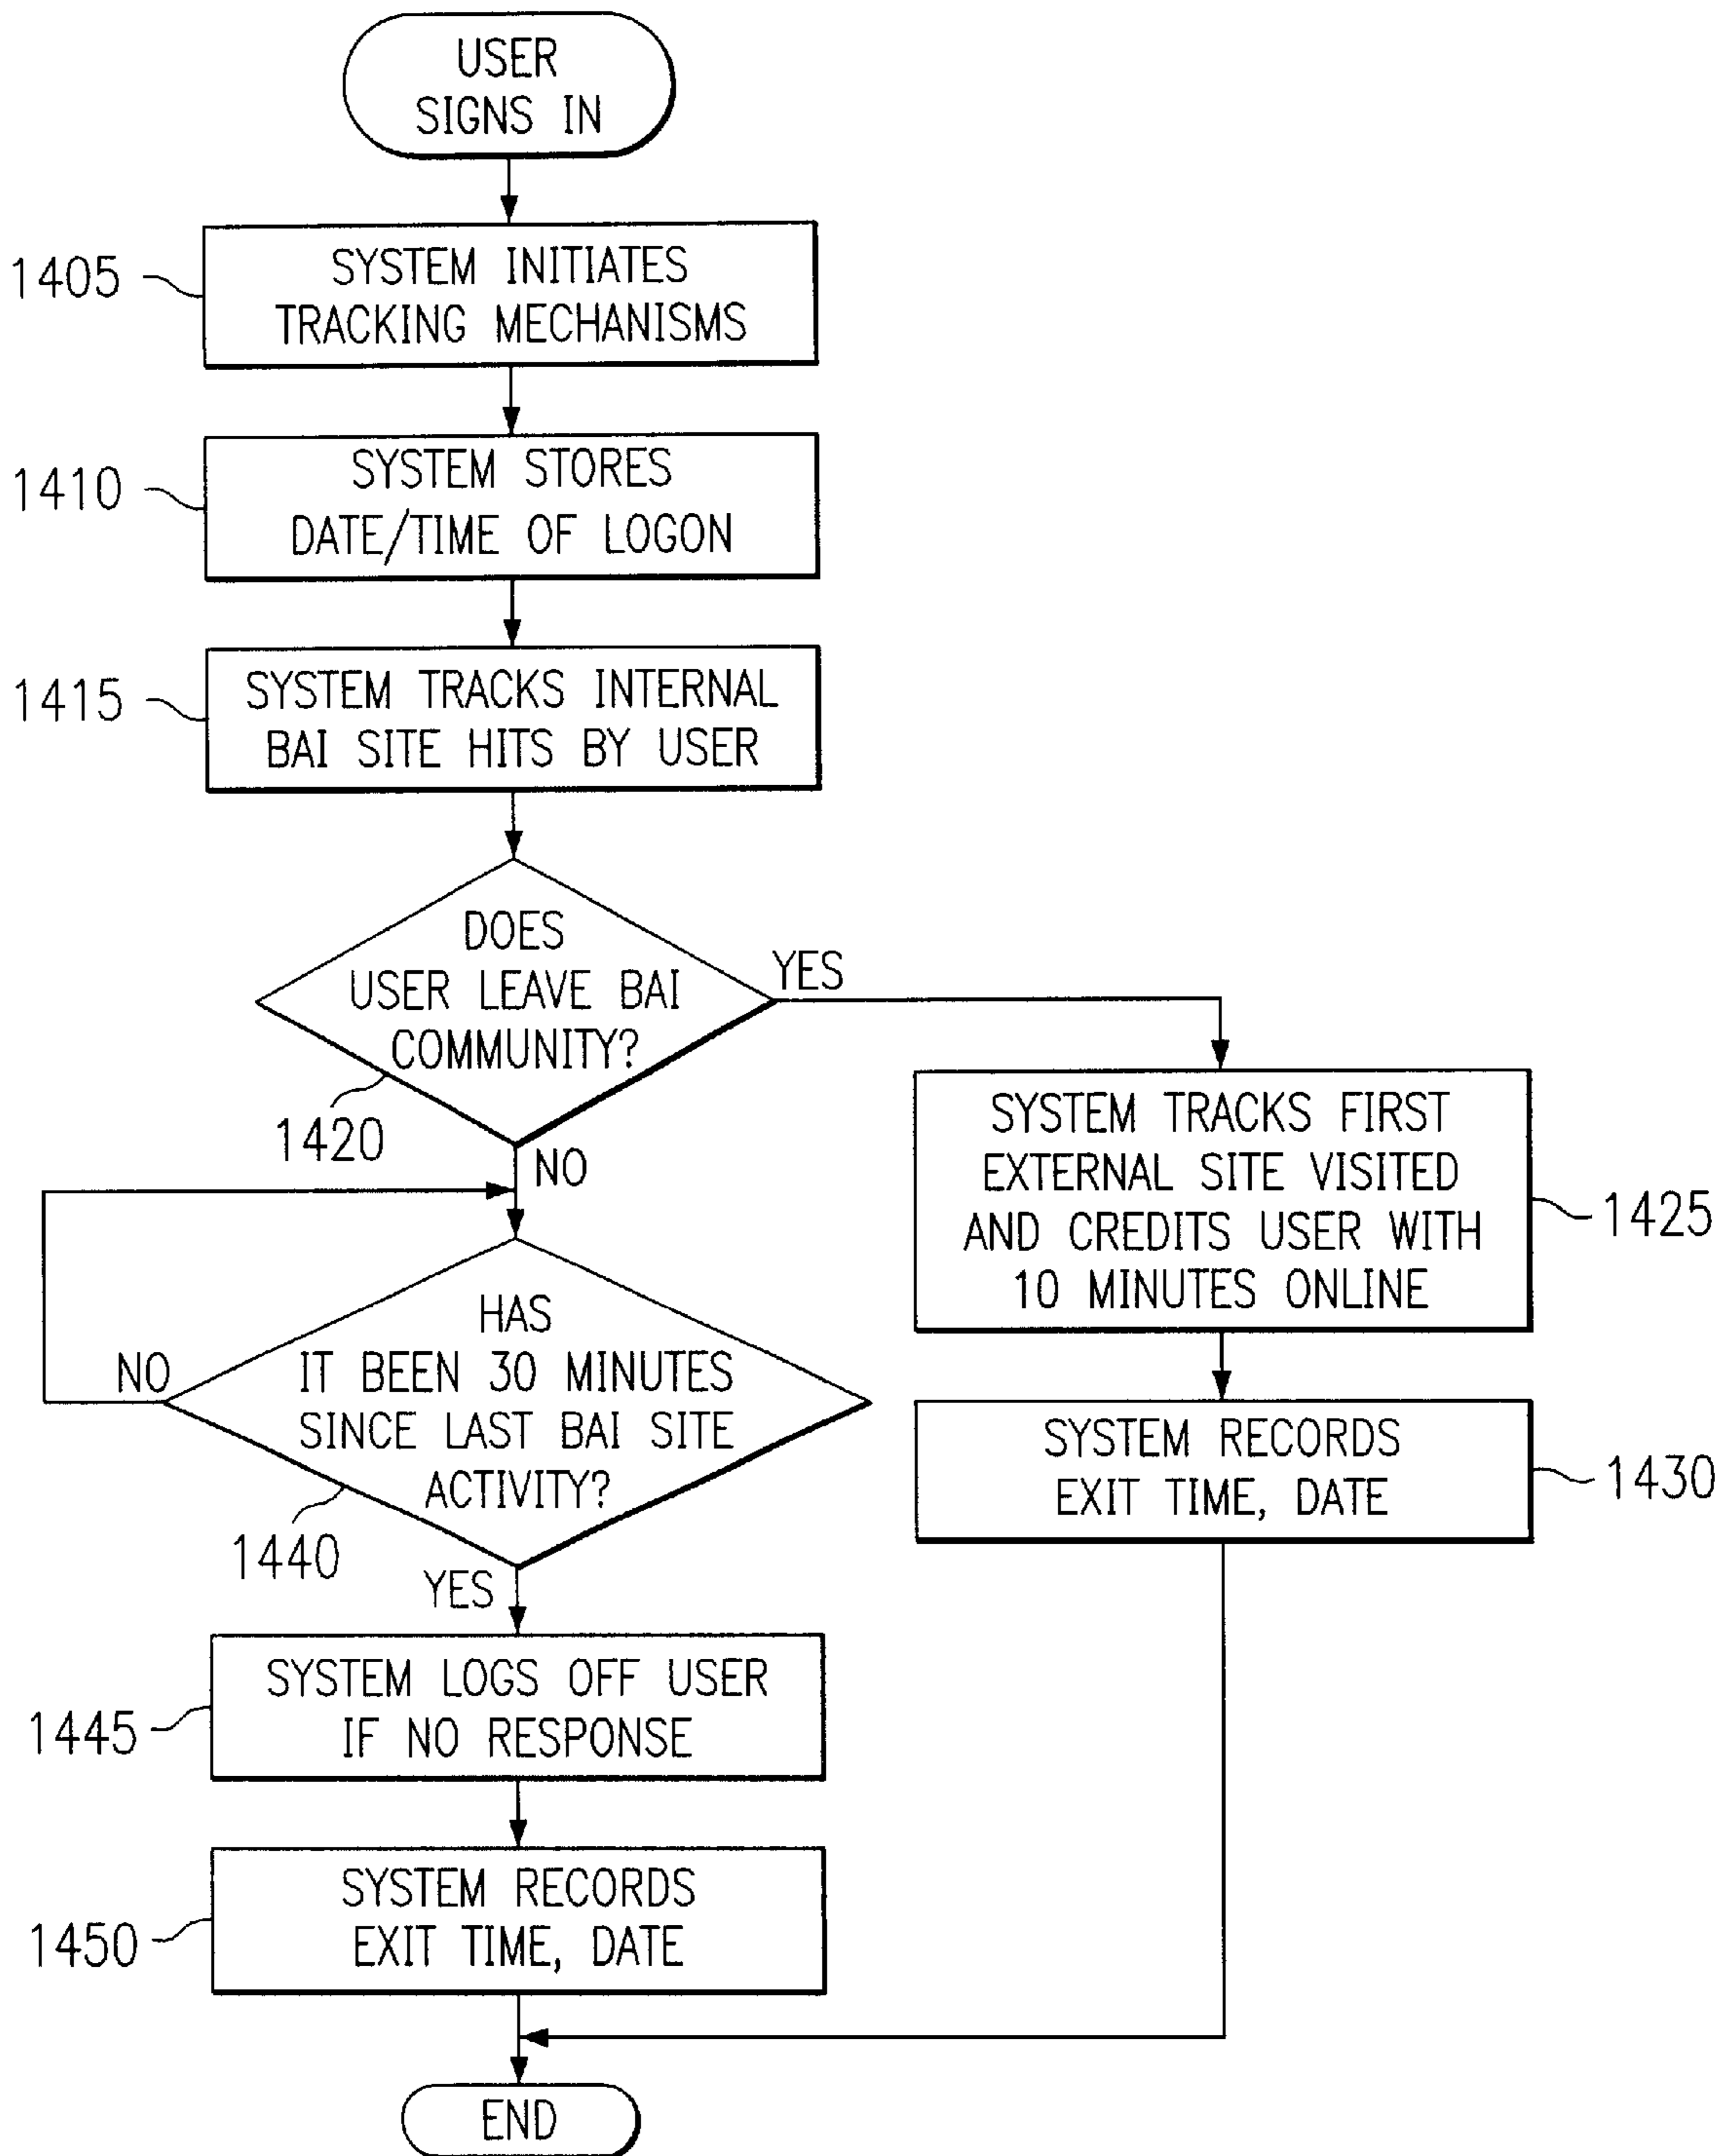 USER
SIGNS IN
1405
SYSTEM INITIATES
TRACKING MECHANISMS
1410
SYSTEM STORES
DATE/TIME OF LOGON
1415
SYSTEM TRACKS INTERNAL
BAI SITE HITS BY USER
DOES
USER LEAVE BAI
COMMUNITY?
YES
1420
NO
SYSTEM TRACKS FIRST
EXTERNAL SITE VISITED
AND CREDITS USER WITH
10 MINUTES ONLINE
1425
HAS
IT BEEN 30 MINUTES
SINCE LAST BAI SITE
ACTIVITY?
NO
1440
YES
SYSTEM RECORDS
EXIT TIME, DATE
1430
SYSTEM LOGS OFF USER
IF NO RESPONSE
1445
SYSTEM RECORDS
EXIT TIME, DATE
1450
END